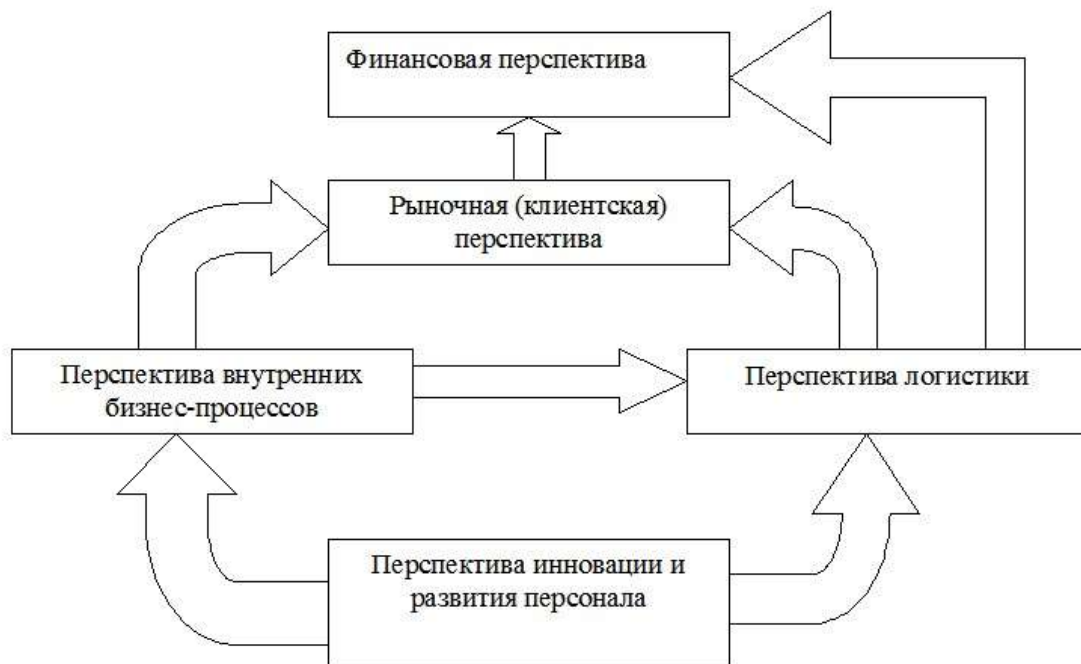 Финансовая перспектива
Рыночная (клиентская)
перспектива
Перспектива внутренних
бизнес-процессов
Перспектива логистики
Перспектива инновации и
развития персонала